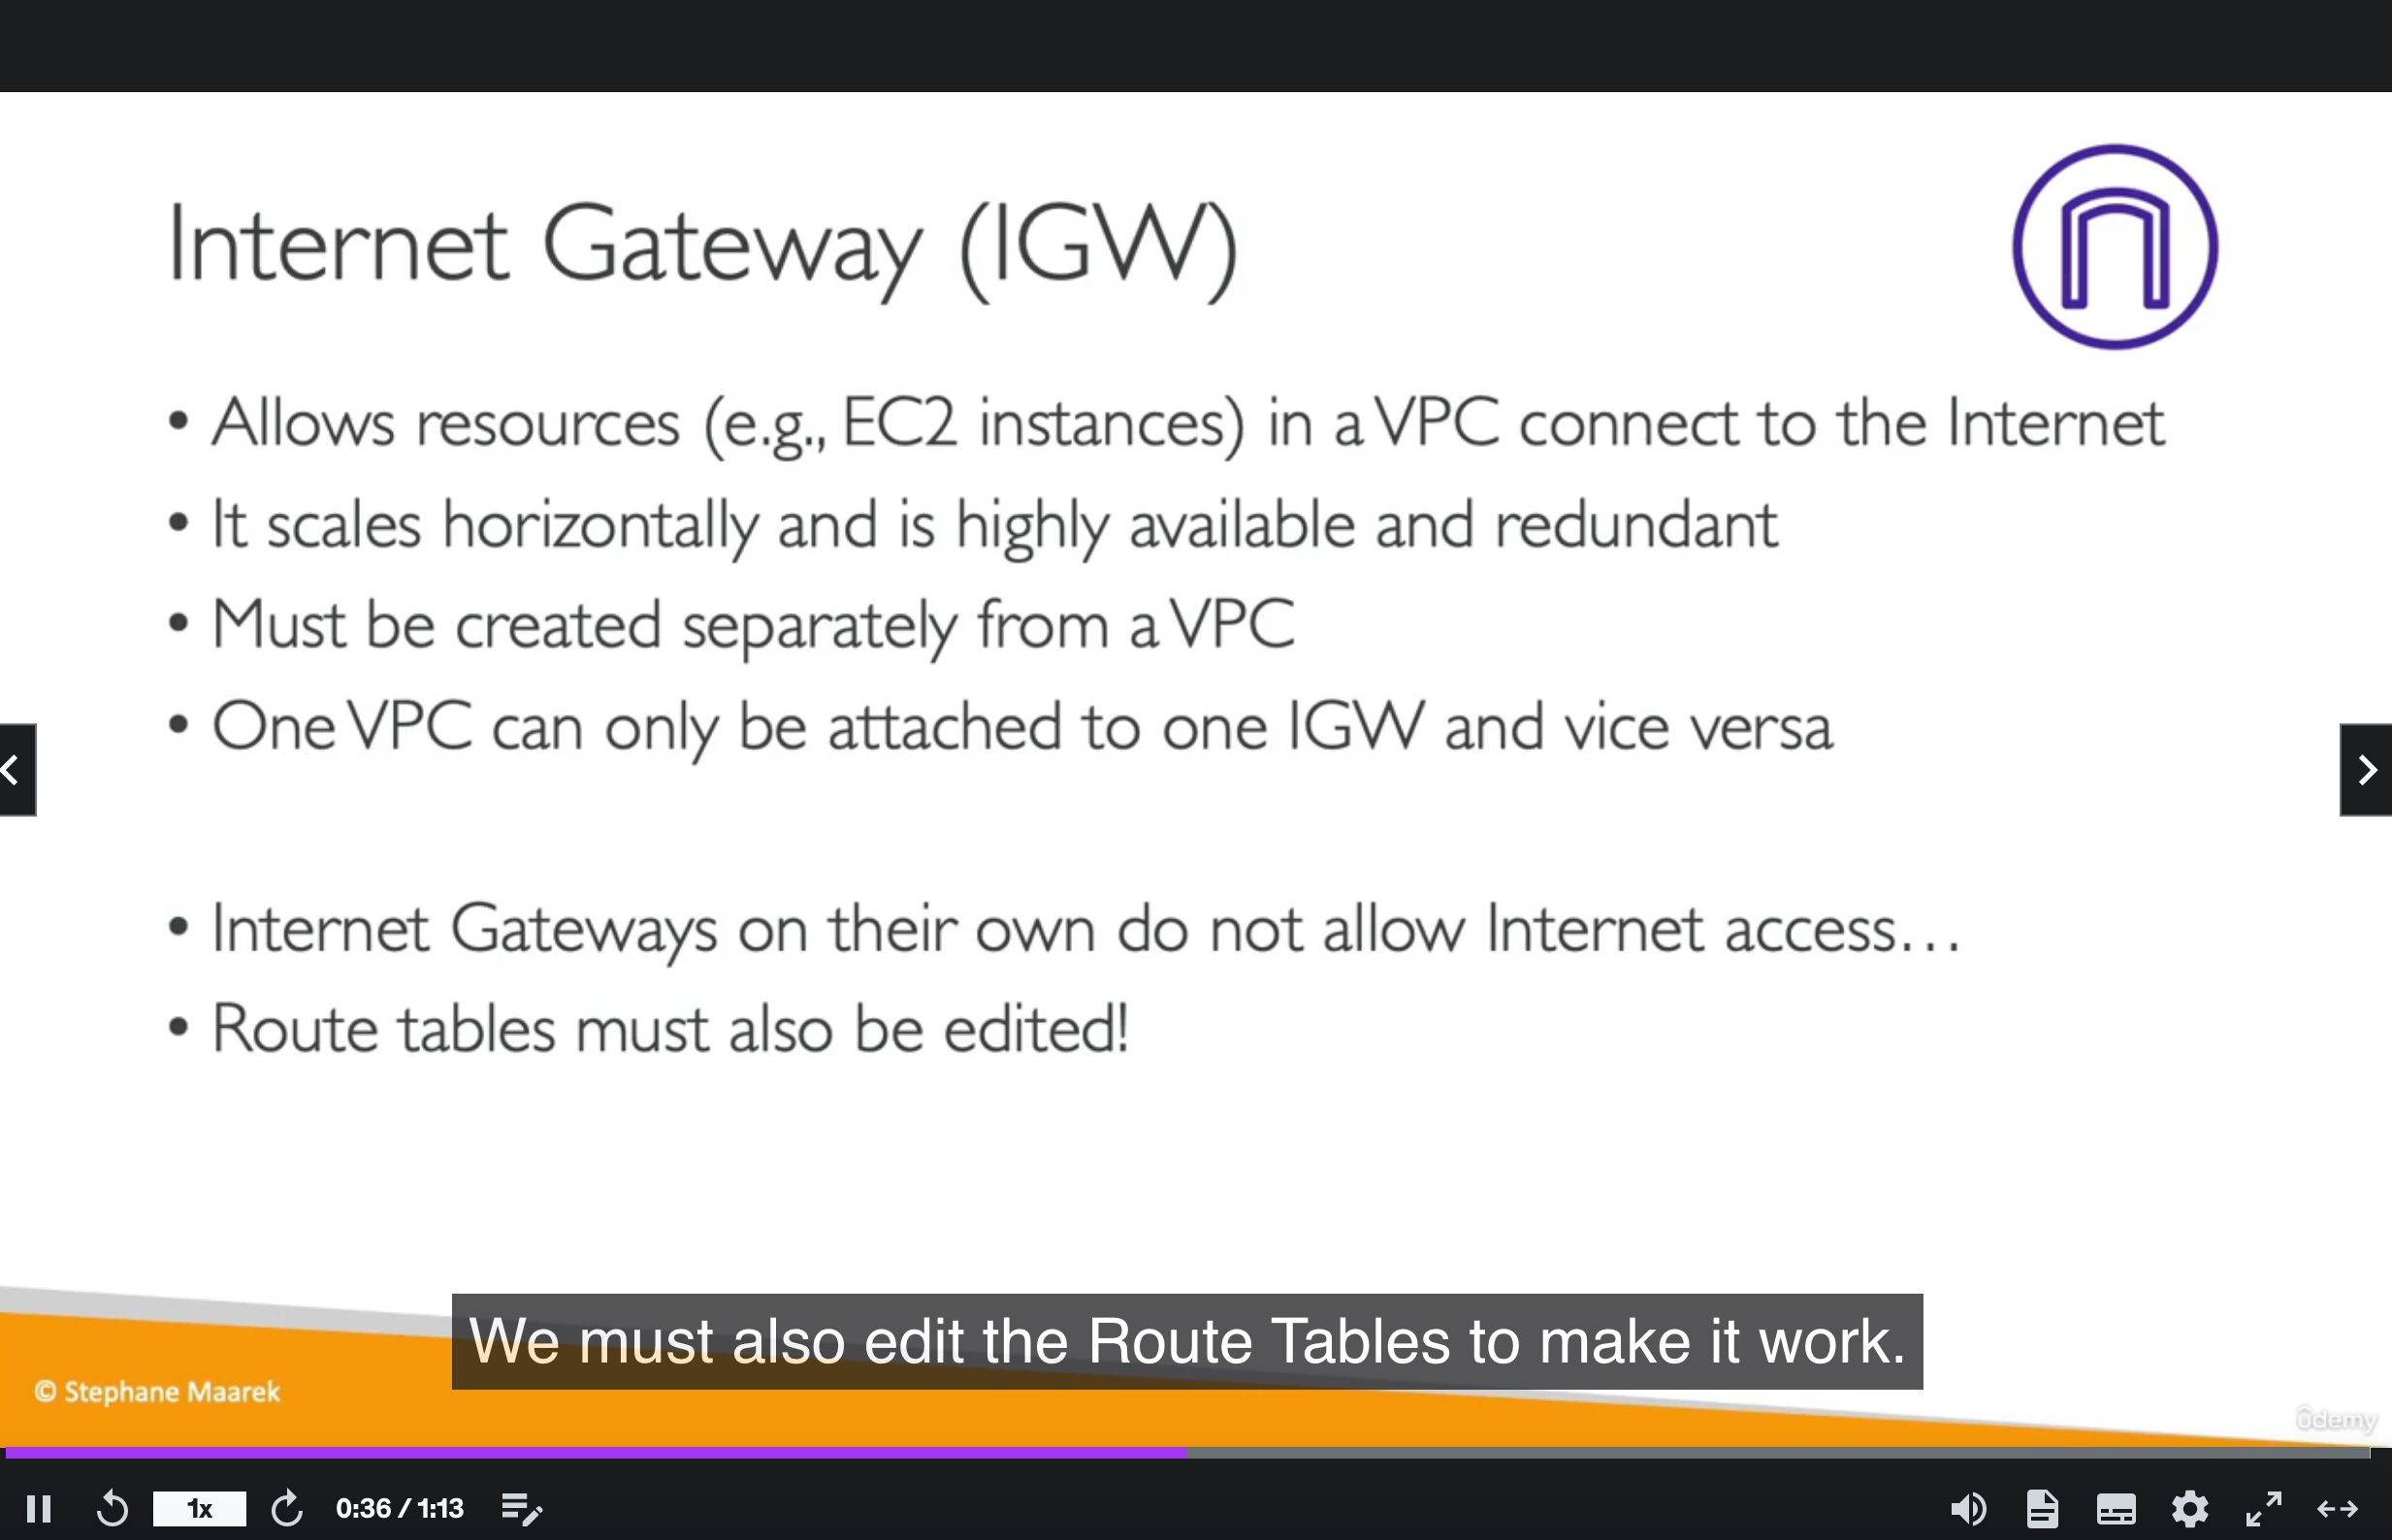 Internet Gateway (IGW)
• Allows resources (e.g., EC2 instances) in a VPC connect to the Internet
• It scales horizontally and is highly available and redundant
• Must be created separately from a VPC
• One VPC can only be attached to one IGW and vice versa
• Internet Gateways on their own do not allow Internet access...
• Route tables must also be edited!
We must also edit the Route Tables to make it work.
© Stephane Maarek
ûdemy
1x
0:36 / 1:13